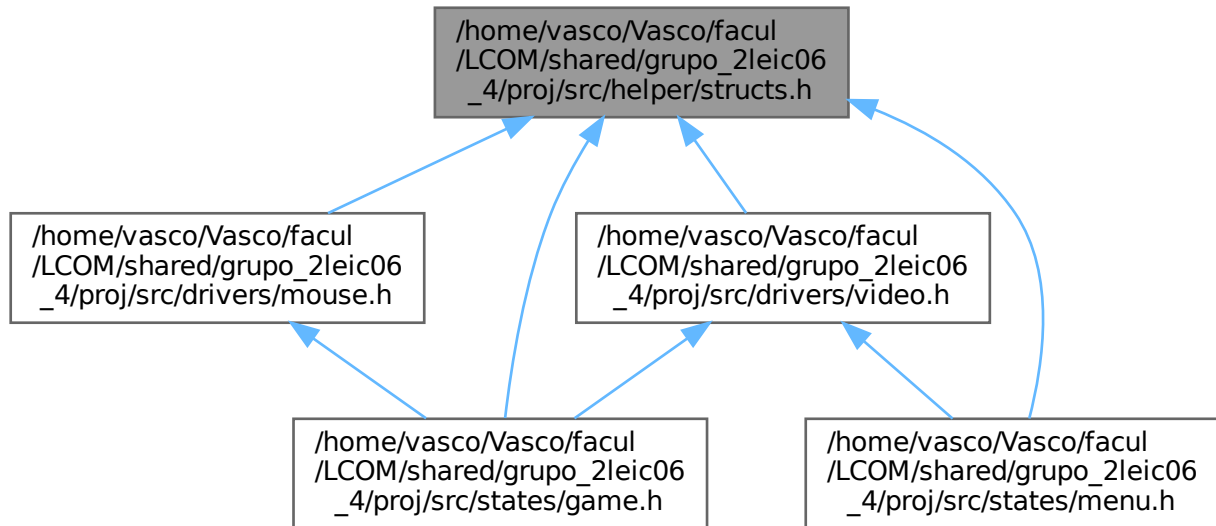 /home/vasco/Vasco/facul
/LCOM/shared/grupo_2leic06
_4/proj/src/helper/structs.h
/home/vasco/Vasco/facul
/LCOM/shared/grupo_2leic06
_4/proj/src/drivers/mouse.h
/home/vasco/Vasco/facul
/LCOM/shared/grupo_2leic06
_4/proj/src/drivers/video.h
/home/vasco/Vasco/facul
/LCOM/shared/grupo_2leic06
_4/proj/src/states/game.h
/home/vasco/Vasco/facul
/LCOM/shared/grupo_2leic06
_4/proj/src/states/menu.h